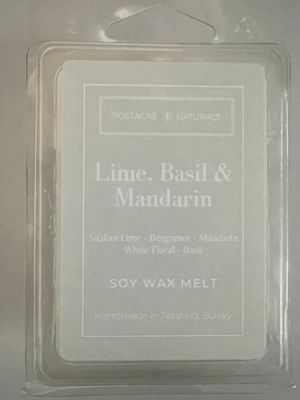 POSTACRE NATURALS
Lime, Basil &
Mandarin
Sicilian Lime - Bergamot - Mandarin
White Floral - Basil
SOY WAX MELT
Handmade in Tatsfield, Surrey